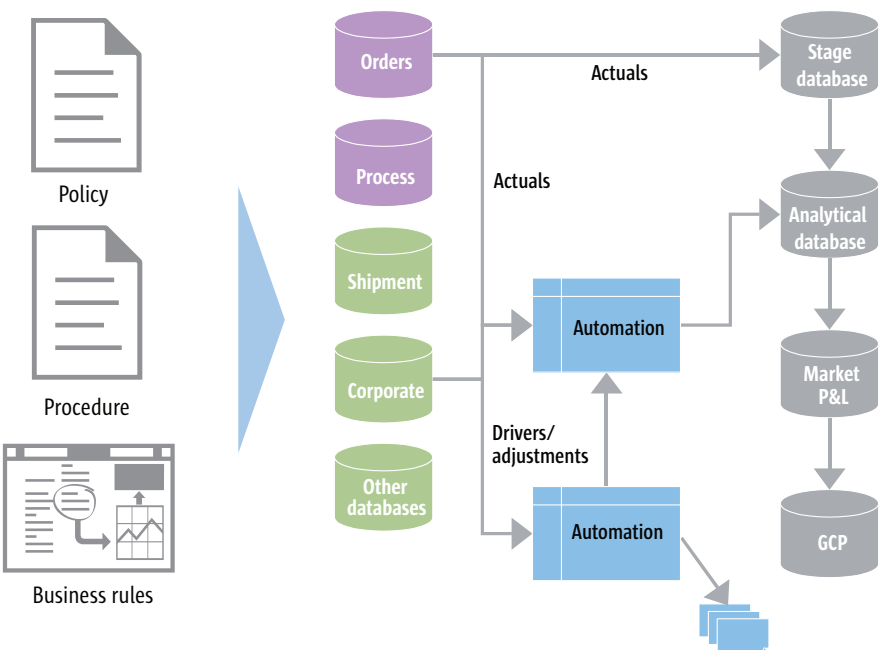 Policy
Procedure
Business rules
Orders
Process
Shipment
Corporate
Other
databases
Actuals
Actuals
Drivers/
adjustments
Automation
Automation
Stage
database
Analytical
database
Market
P&L
GCP